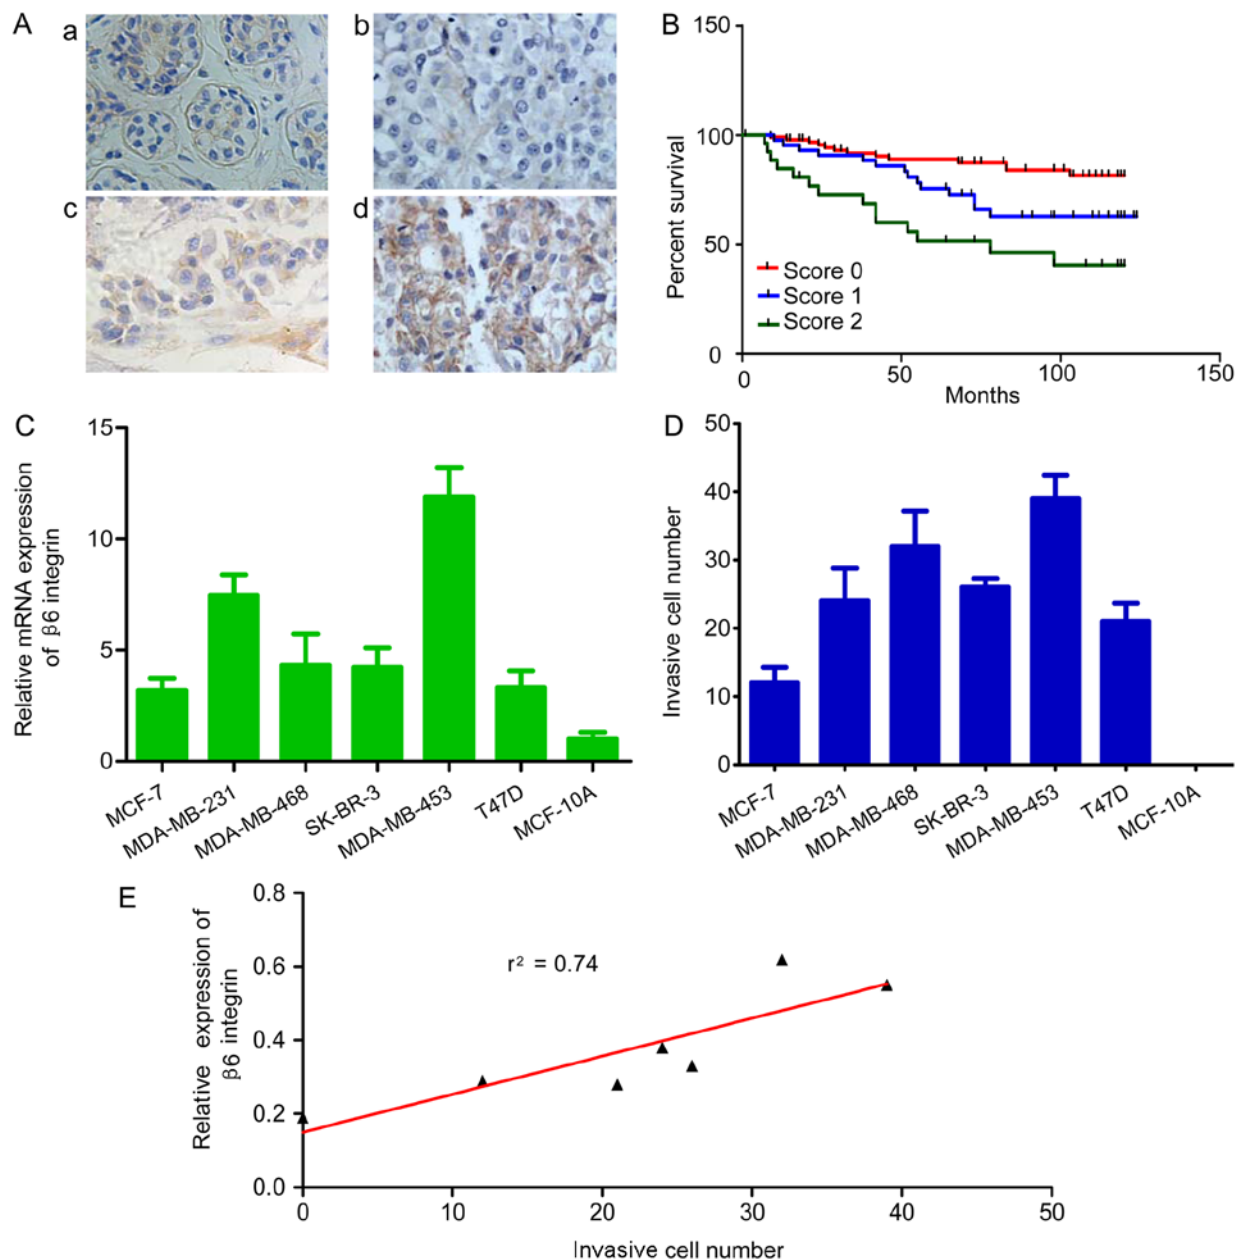 A
a
b
c
d
B
150
100
50
0
Percent survival
Score 0
Score 1
Score 2
0
50
100
150
Months
C
15
10
5
0
Relative mRNA expression
of β6 integrin
MCF-7
MDA-MB-231
MDA-MB-468
SK-BR-3
MDA-MB-453
T47D
MCF-10A
D
50
40
30
20
10
0
Invasive cell number
MCF-7
MDA-MB-231
MDA-MB-468
SK-BR-3
MDA-MB-453
T47D
MCF-10A
E
0.8
0.6
0.4
0.2
0.0
Relative expression of
β6 integrin
r² = 0.74
0
10
20
30
40
50
Invasive cell number